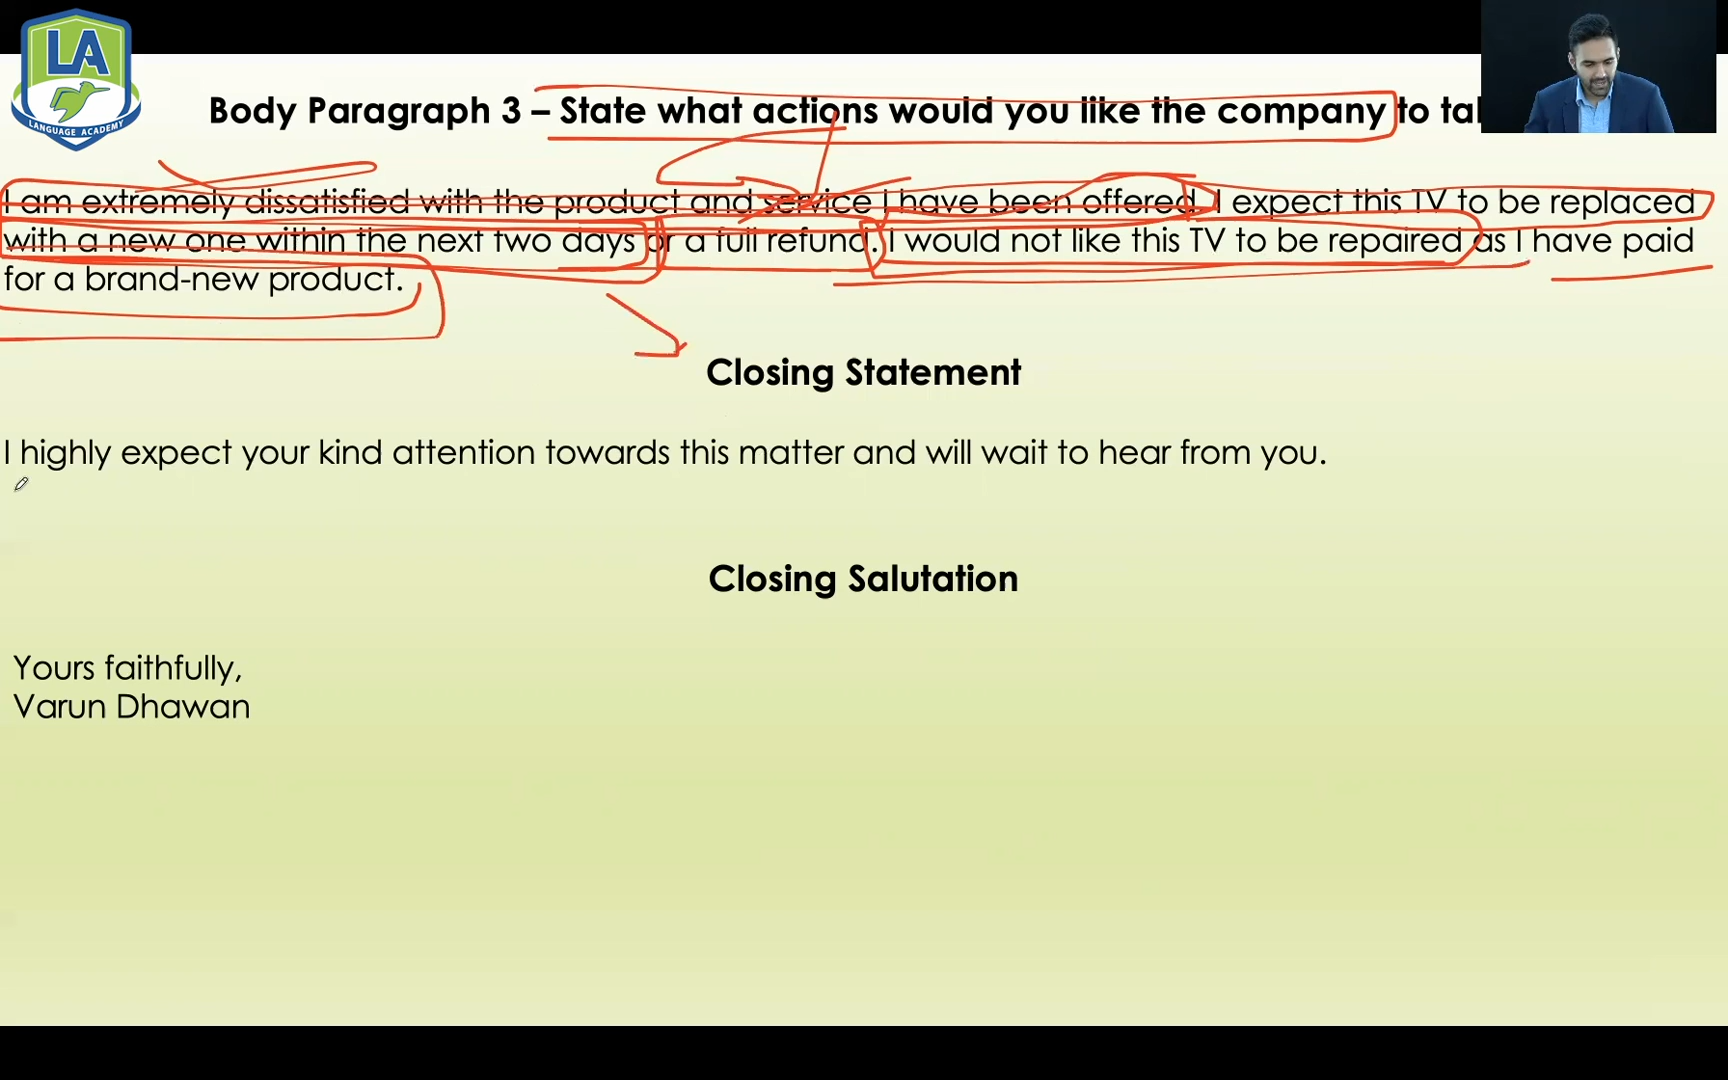 LA
LANGUAGE ACADEMY
Body Paragraph 3 – State what actions would you like the company to
I am extremely dissatisfied with the product and service I have been offered. I expect this TV to be replaced
with a new one within the next two days or a full refund. I would not like this TV to be repaired as I have paid
for a brand-new product.
Closing Statement
I highly expect your kind attention towards this matter and will wait to hear from you.
Closing Salutation
Yours faithfully,
Varun Dhawan